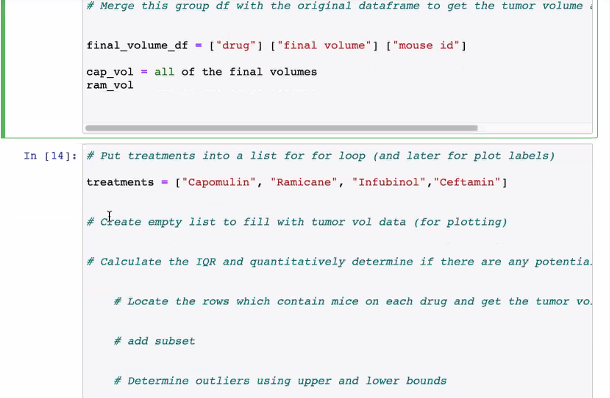 # Merge this group df with the original dataframe to get the tumor volume
final_volume_df = ["drug"] ["final volume"] ["mouse id"]
cap_vol = all of the final volumes
ram_vol
In [14]:
# Put treatments into a list for for loop (and later for plot labels)
treatments = ["Capomulin", "Ramicane", "Infubinol","Ceftamin"]
# Create empty list to fill with tumor vol data (for plotting)
# Calculate the IQR and quantitatively determine if there are any potentia
# Locate the rows which contain mice on each drug and get the tumor vo
# add subset
# Determine outliers using upper and lower bounds